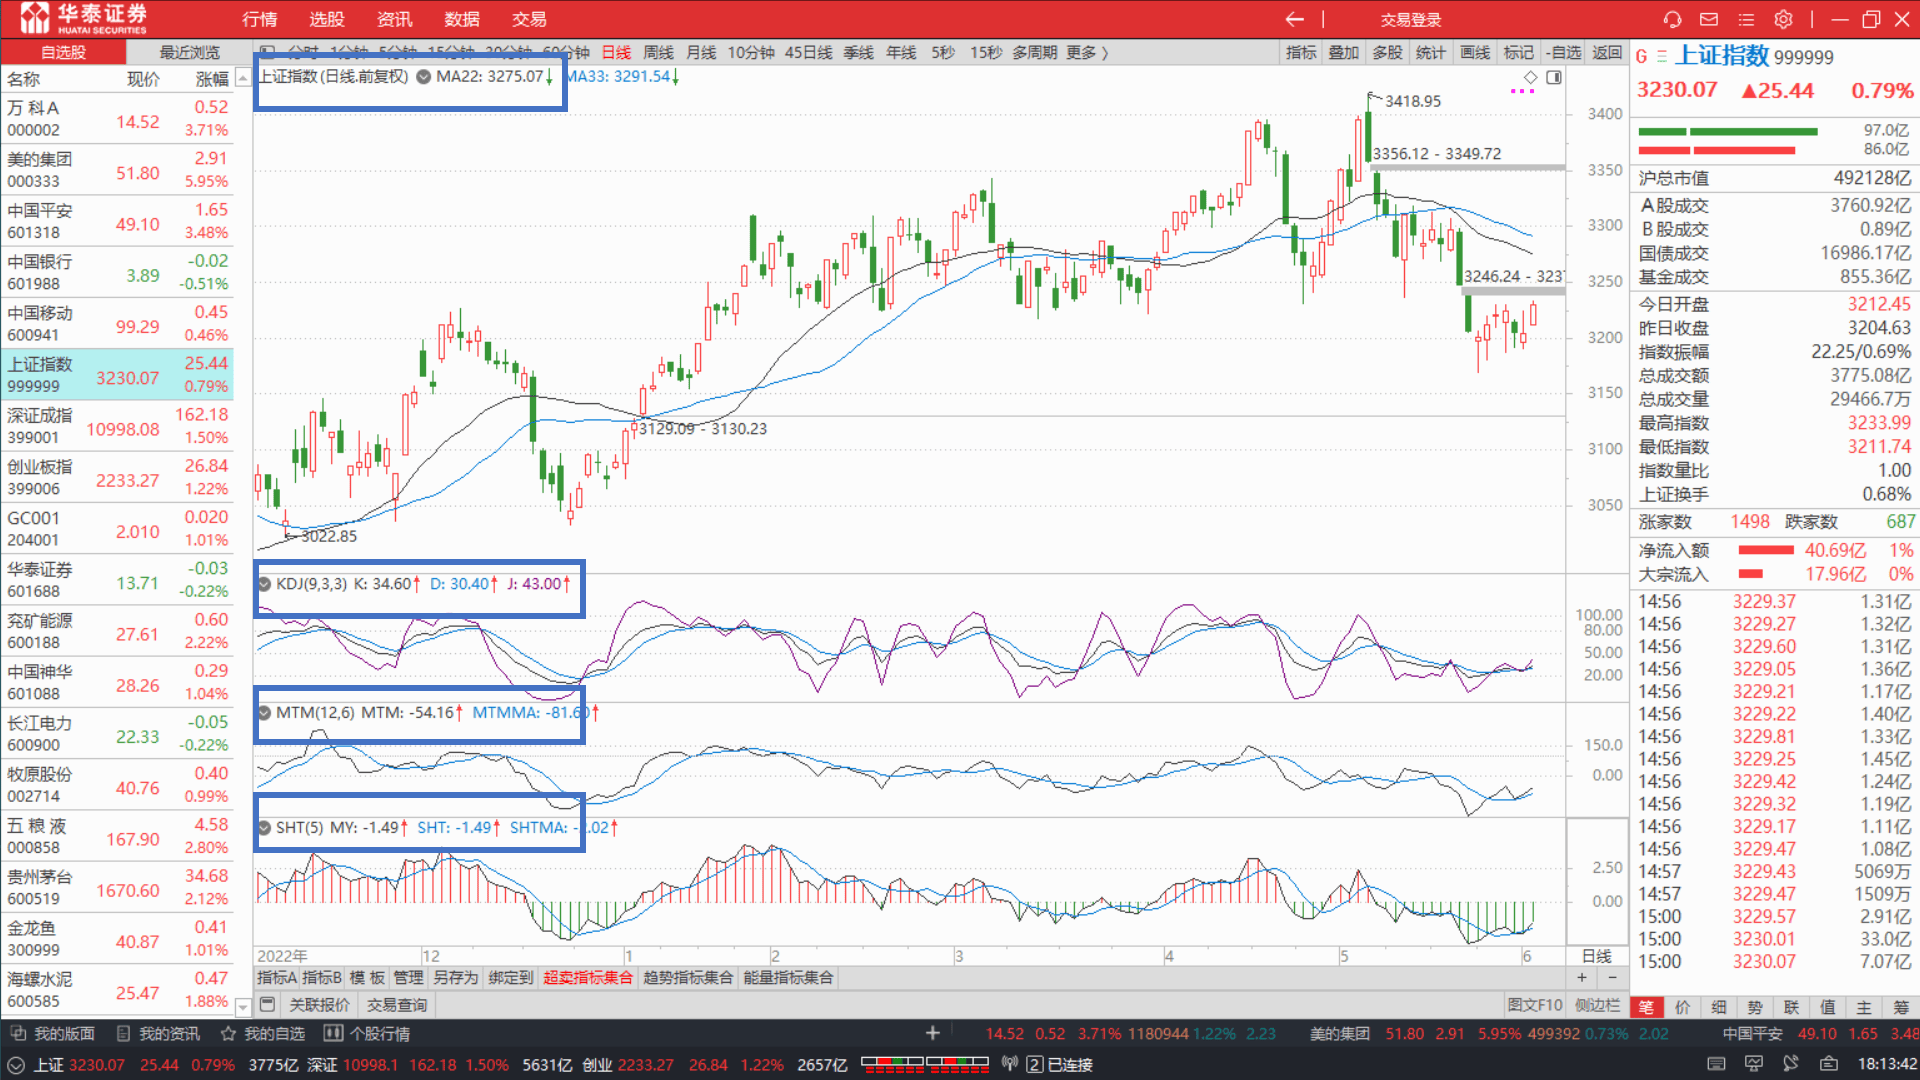 华泰证券
HUATAI SECURITIES
行情 选股 资讯 数据 交易
交易登录
自选股 最近浏览
日线 周线 月线 10分钟 45日线 季线 年线 5秒 15秒 多周期 更多 〉
指标 叠加 多股 统计 画线 标记 -自选 返回
名称 现价 涨幅
万 科A 0.52
000002 14.52 3.71%
美的集团 2.91
000333 51.80 5.95%
中国平安 1.65
601318 49.10 3.48%
中国银行 -0.02
601988 3.89 -0.51%
中国移动 0.45
600941 99.29 0.46%
上证指数 25.44
999999 3230.07 0.79%
深证成指 162.18
399001 10998.08 1.50%
创业板指 26.84
399006 2233.27 1.22%
GC001 0.020
204001 2.010 1.01%
华泰证券 -0.03
601688 13.71 -0.22%
兖矿能源 0.60
600188 27.61 2.22%
中国神华 0.29
601088 28.26 1.04%
长江电力 -0.05
600900 22.33 -0.22%
牧原股份 0.40
002714 40.76 0.99%
五 粮 液 4.58
000858 167.90 2.80%
贵州茅台 34.68
600519 1670.60 2.12%
金龙鱼 0.41
300999 40.87 1.01%
海螺水泥 0.47
600585 25.47 1.88%
上证指数(日线.前复权) MA22: 3275.07↓ MA33: 3291.54↓
3418.95
3356.12 - 3349.72
3246.24 - 323
3129.09 - 3130.23
3022.85
3400
3350
3300
3250
3200
3150
3100
3050
KDJ(9,3,3) K: 34.60↑ D: 30.40↑ J: 43.00↑
100.00
80.00
50.00
20.00
MTM(12,6) MTM: -54.16↑ MTMMA: -81.60↑
150.0
0.00
SHT(5) MY: -1.49↑ SHT: -1.49↑ SHTMA: -2.02↑
2.50
0.00
2022年 12 1 2 3 4 5 6 日线
指标A 指标B 模 板 管理 另存为 绑定到 超卖指标集合 趋势指标集合 能量指标集合 + -
关联报价 交易查询 图文F10 侧边栏
G 上证指数 999999
3230.07 ▲25.44 0.79%
97.0亿
86.0亿
沪总市值 492128亿
A股成交 3760.92亿
B股成交 0.89亿
国债成交 16986.17亿
基金成交 855.36亿
今日开盘 3212.45
昨日收盘 3204.63
指数振幅 22.25/0.69%
总成交额 3775.08亿
总成交量 29466.7万
最高指数 3233.99
最低指数 3211.74
指数量比 1.00
上证换手 0.68%
涨家数 1498 跌家数 687
净流入额 40.69亿 1%
大宗流入 17.96亿 0%
14:56 3229.37 1.31亿
14:56 3229.27 1.32亿
14:56 3229.60 1.31亿
14:56 3229.05 1.36亿
14:56 3229.21 1.17亿
14:56 3229.22 1.40亿
14:56 3229.81 1.33亿
14:56 3229.25 1.45亿
14:56 3229.42 1.24亿
14:56 3229.32 1.19亿
14:56 3229.17 1.11亿
14:56 3229.47 1.08亿
14:57 3229.43 5069万
14:57 3229.47 1509万
15:00 3229.57 2.91亿
15:00 3230.01 33.0亿
15:00 3230.07 7.07亿
笔 价 细 势 联 值 主 筹
我的版面 我的资讯 我的自选 个股行情 + 14.52 0.52 3.71% 1180944 1.22% 2.23 美的集团 51.80 2.91 5.95% 499392 0.73% 2.02 中国平安 49.10 1.65 3.48
上证 3230.07 25.44 0.79% 3775亿 深证 10998.1 162.18 1.50% 5631亿 创业 2233.27 26.84 1.22% 2657亿 2 已连接 18:13:42